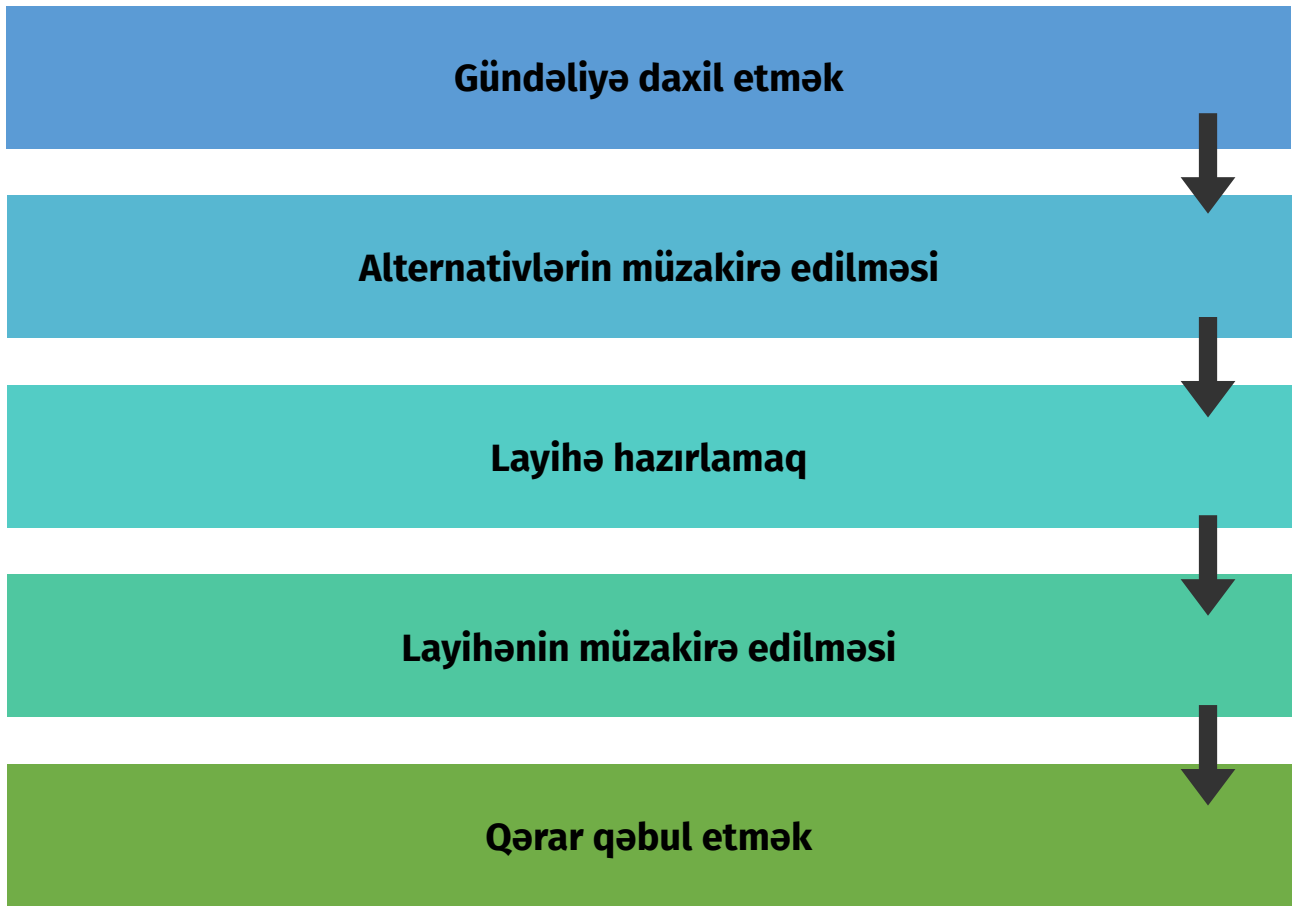 Gündəliyə daxil etmək
Alternativlərin müzakirə edilməsi
Layihə hazırlamaq
Layihənin müzakirə edilməsi
Qərar qəbul etmək